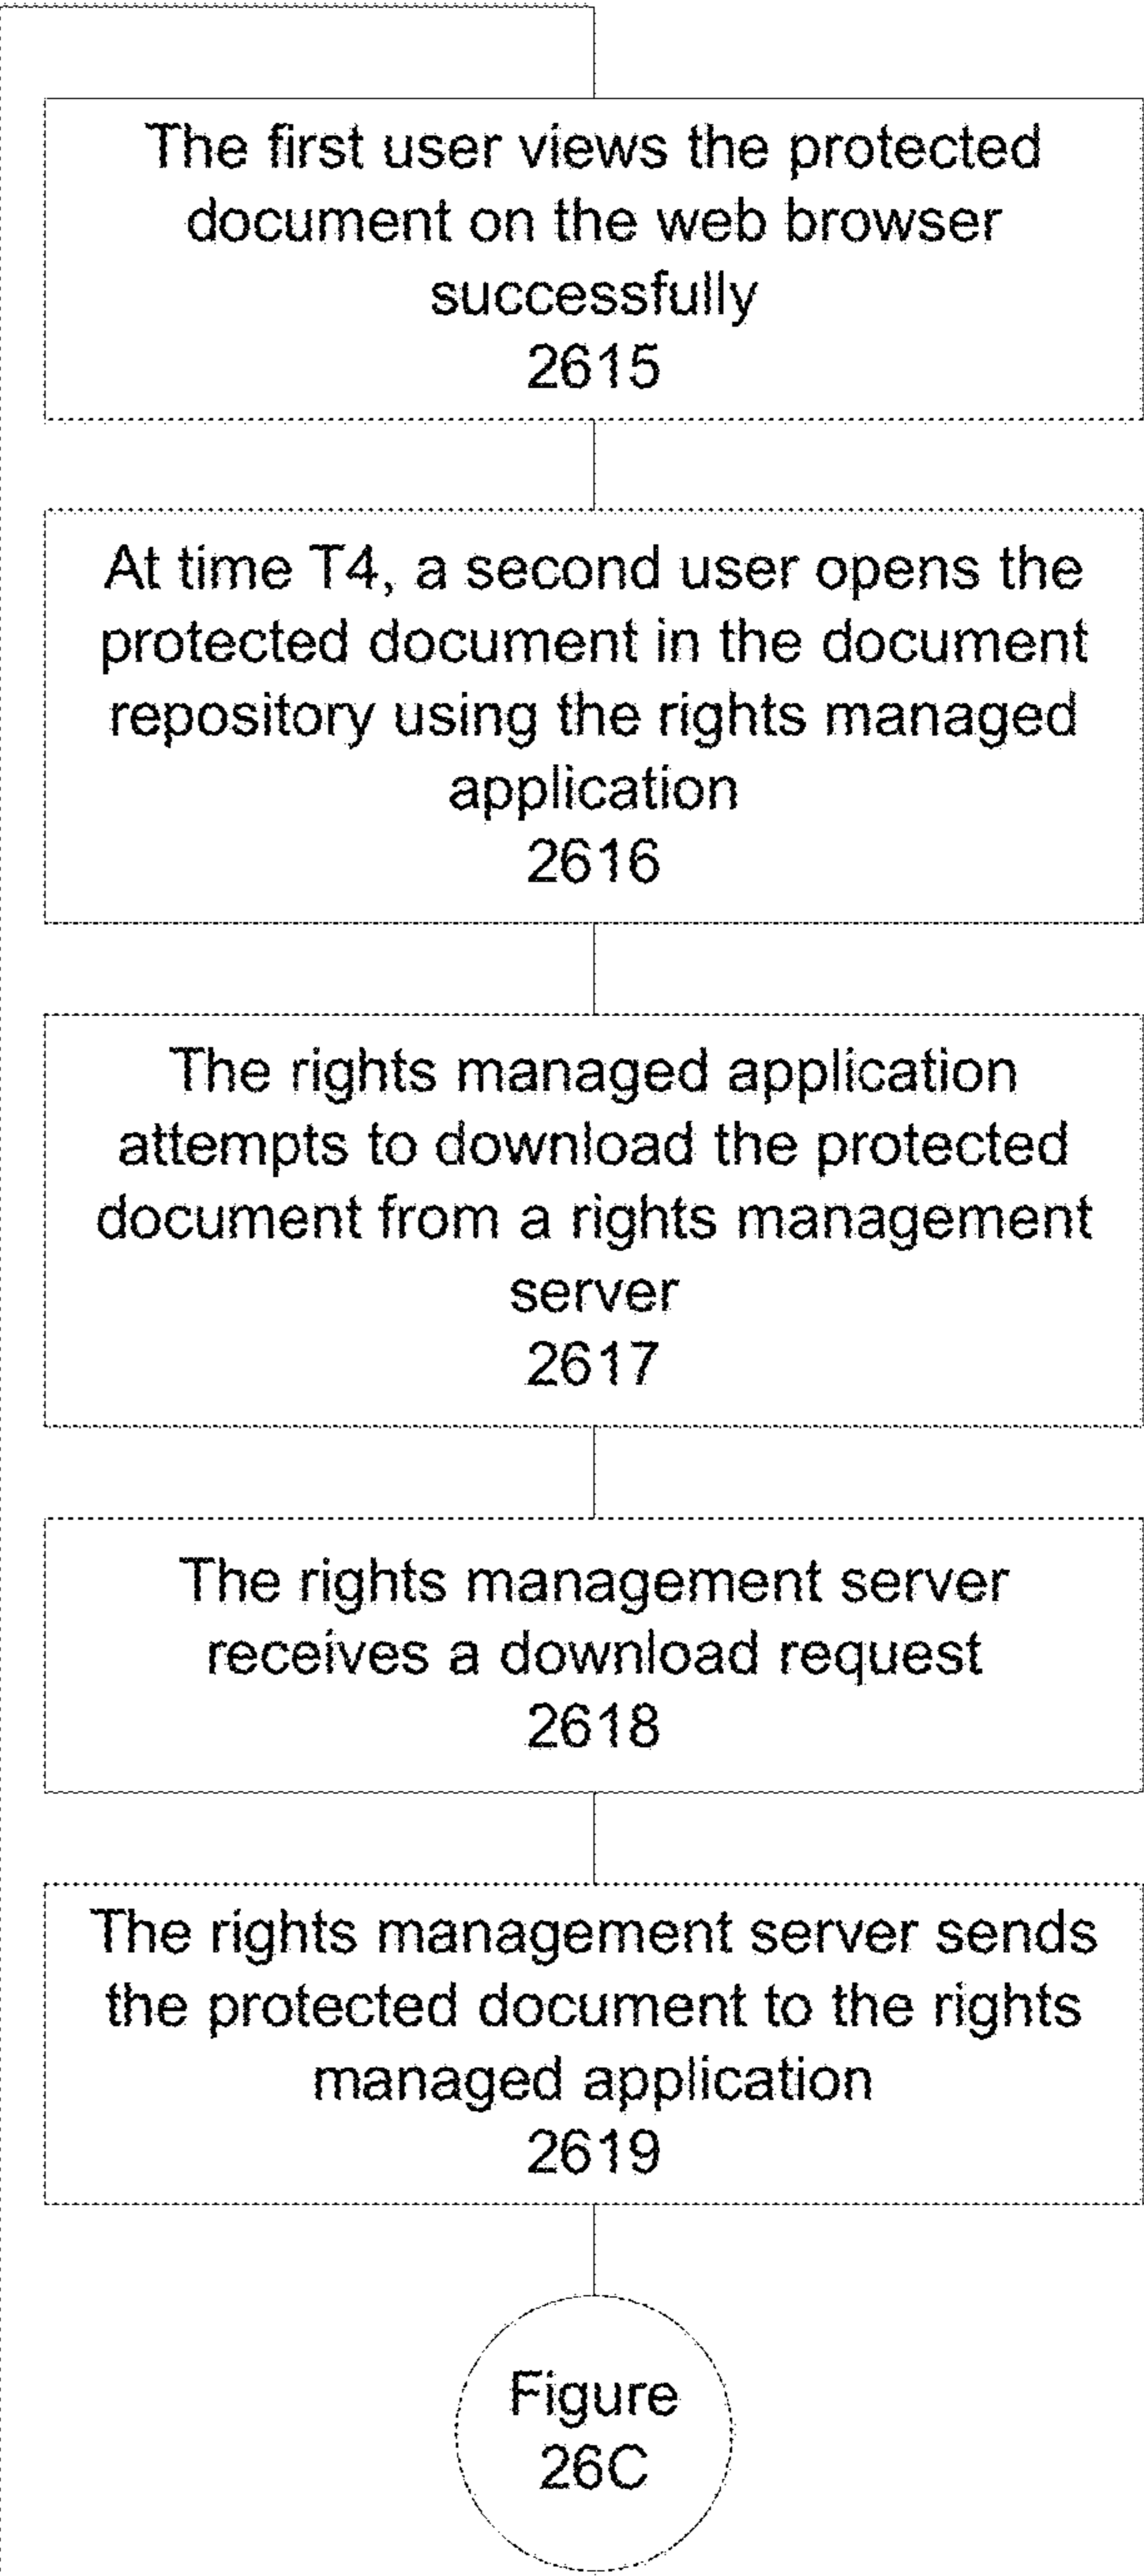 The first user views the protected
document on the web browser
successfully
2615
At time T4, a second user opens the
protected document in the document
repository using the rights managed
application
2616
The rights managed application
attempts to download the protected
document from a rights management
server
2617
The rights management server
receives a download request
2618
The rights management server sends
the protected document to the rights
managed application
2619
Figure
26C